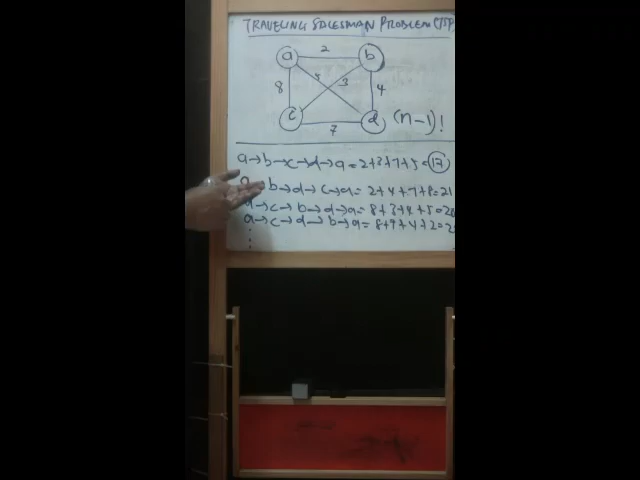 TRAVELING SALESMAN PROBLEM (TSP)
a 2 b
8 5 3 4
c 7 d (n-1)!
a→b→c→d→a=2+3+7+5=17
a→b→d→c→a=2+4+7+8=21
a→c→b→d→a=8+3+4+5=20
a→c→d→b→a=8+7+4+2=2